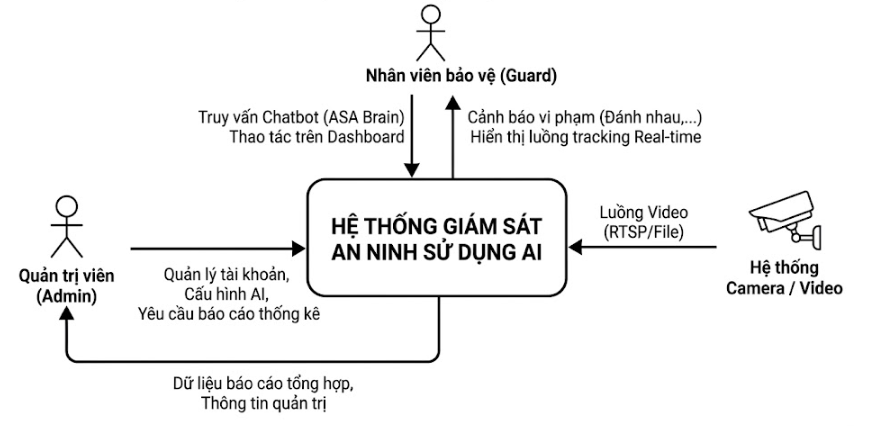 Nhân viên bảo vệ (Guard)
Truy vấn Chatbot (ASA Brain)
Thao tác trên Dashboard
Cảnh báo vi phạm (Đánh nhau,...)
Hiển thị luồng tracking Real-time
HỆ THỐNG GIÁM SÁT
AN NINH SỬ DỤNG AI
Luồng Video
(RTSP/File)
Hệ thống
Camera / Video
Quản trị viên
(Admin)
Quản lý tài khoản,
Cấu hình AI,
Yêu cầu báo cáo thống kê
Dữ liệu báo cáo tổng hợp,
Thông tin quản trị